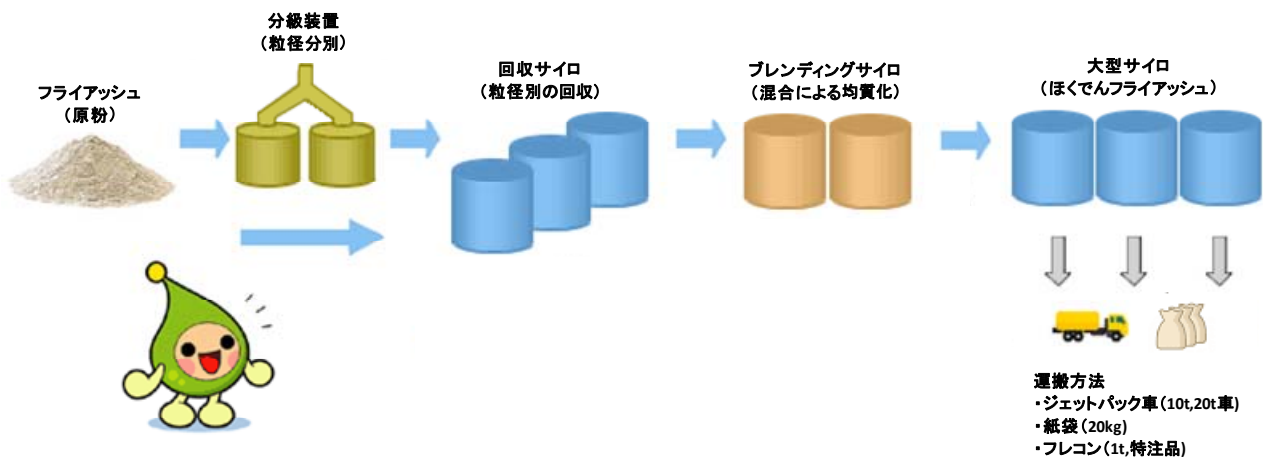 フライアッシュ
（原粉）
分級装置
（粒径分別）
回収サイロ
（粒径別の回収）
ブレンディングサイロ
（混合による均質化）
大型サイロ
（ほくでんフライアッシュ）
運搬方法
・ジェットパック車（10t,20t車)
・紙袋（20kg)
・フレコン（1t,特注品）